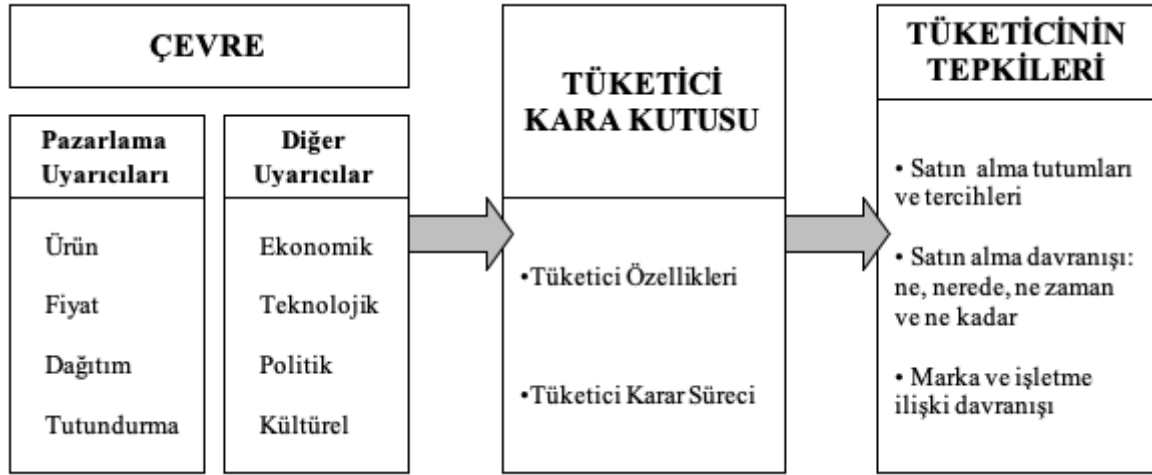 ÇEVRE
Pazarlama
Uyarıcıları
Ürün
Fiyat
Dağıtım
Tutundurma
Diğer
Uyarıcılar
Ekonomik
Teknolojik
Politik
Kültürel
TÜKETİCİ
KARA KUTUSU
•Tüketici Özellikleri
•Tüketici Karar Süreci
TÜKETİCİNİN
TEPKİLERİ
• Satın alma tutumları
ve tercihleri
• Satın alma davranışı:
ne, nerede, ne zaman
ve ne kadar
• Marka ve işletme
ilişki davranışı